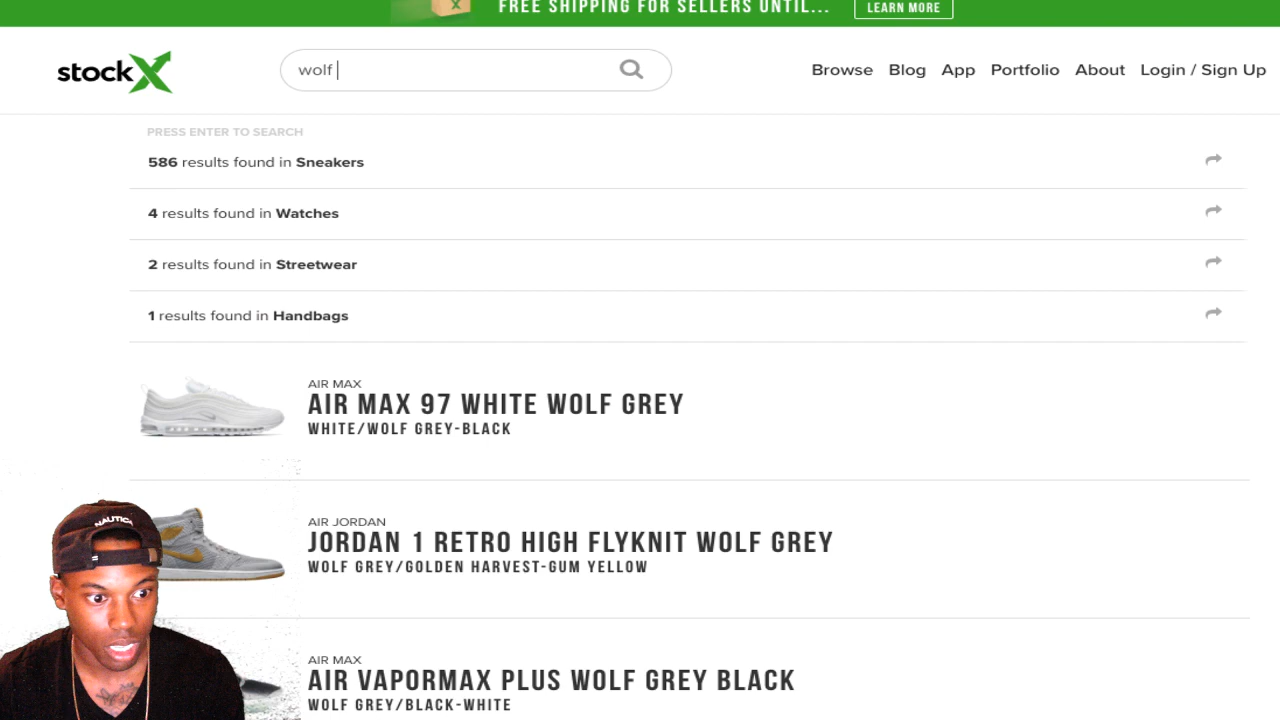 FREE SHIPPING FOR SELLERS UNTIL...
LEARN MORE
stockX
wolf
Browse
Blog
App
Portfolio
About
Login / Sign Up
PRESS ENTER TO SEARCH
586 results found in Sneakers
4 results found in Watches
2 results found in Streetwear
1 results found in Handbags
AIR MAX
AIR MAX 97 WHITE WOLF GREY
WHITE/WOLF GREY-BLACK
AIR JORDAN
JORDAN 1 RETRO HIGH FLYKNIT WOLF GREY
WOLF GREY/GOLDEN HARVEST-GUM YELLOW
NAUTICA
AIR MAX
AIR VAPORMAX PLUS WOLF GREY BLACK
WOLF GREY/BLACK-WHITE